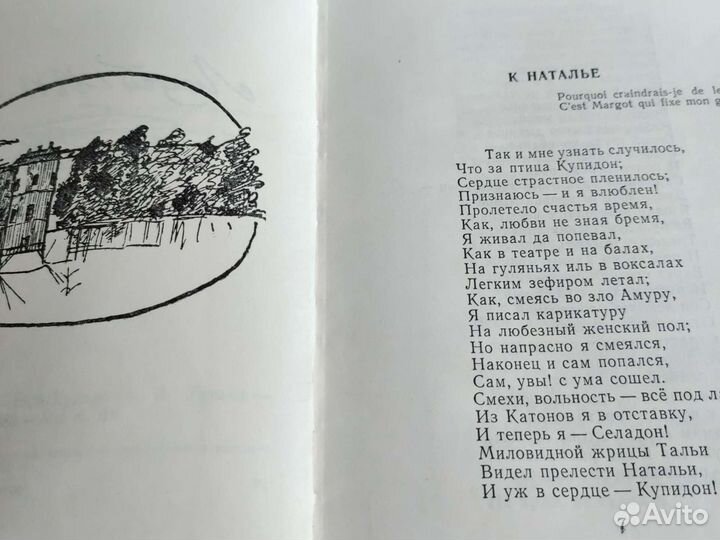 К НАТАЛЬЕ
Pourquoi craindrais-je de le
C'est Margot qui fixe mon g
Так и мне узнать случилось,
Что за птица Купидон;
Сердце страстное пленилось;
Признаюсь — и я влюблен!
Пролетело счастья время,
Как, любви не зная бремя,
Я живал да попевал,
Как в театре и на балах,
На гуляньях иль в воксалах
Легким зефиром летал;
Как, смеясь во зло Амуру,
Я писал карикатуру
На любезный женский пол;
Но напрасно я смеялся,
Наконец и сам попался,
Сам, увы! с ума сошел.
Смехи, вольность — всё под л
Из Катонов я в отставку,
И теперь я — Селадон!
Миловидной жрицы Тальи
Видел прелести Натальи,
И уж в сердце — Купидон!
Avito